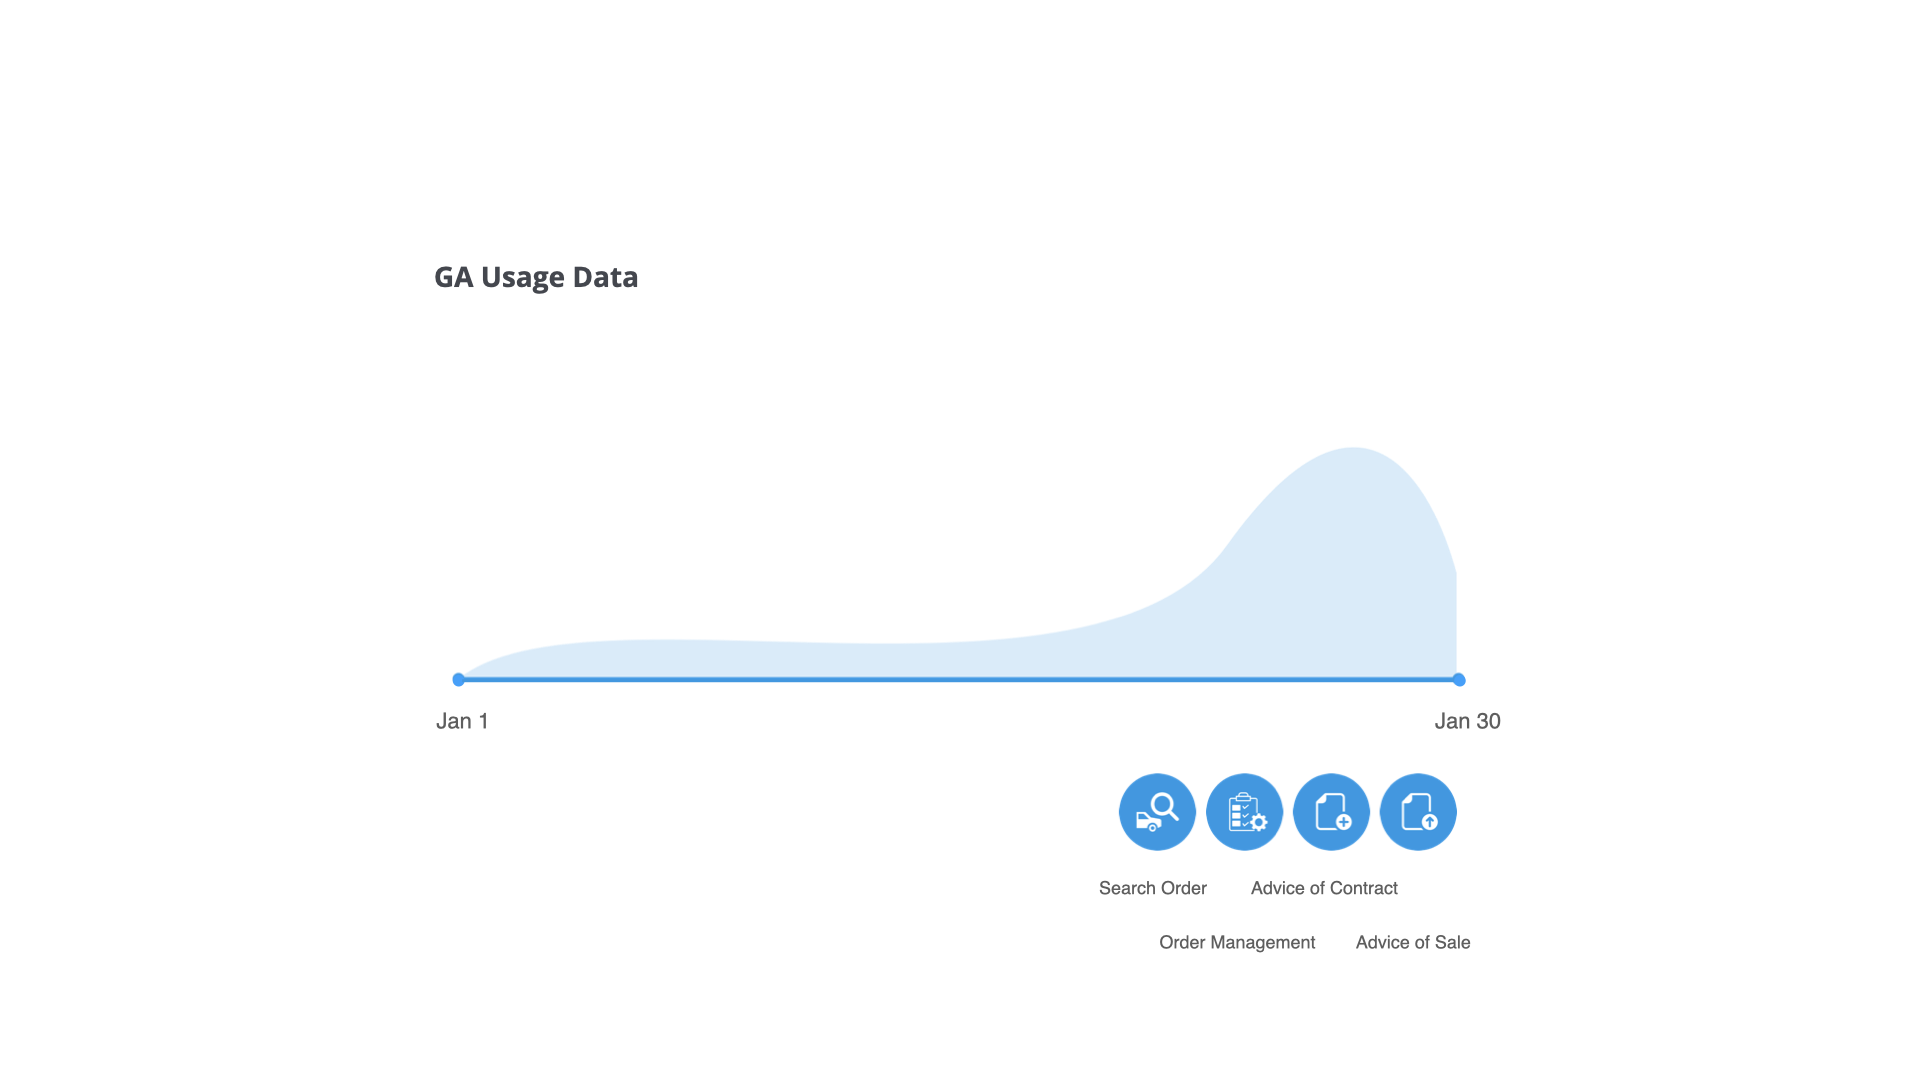 GA Usage Data
Jan 1
Jan 30
Search Order
Advice of Contract
Order Management
Advice of Sale